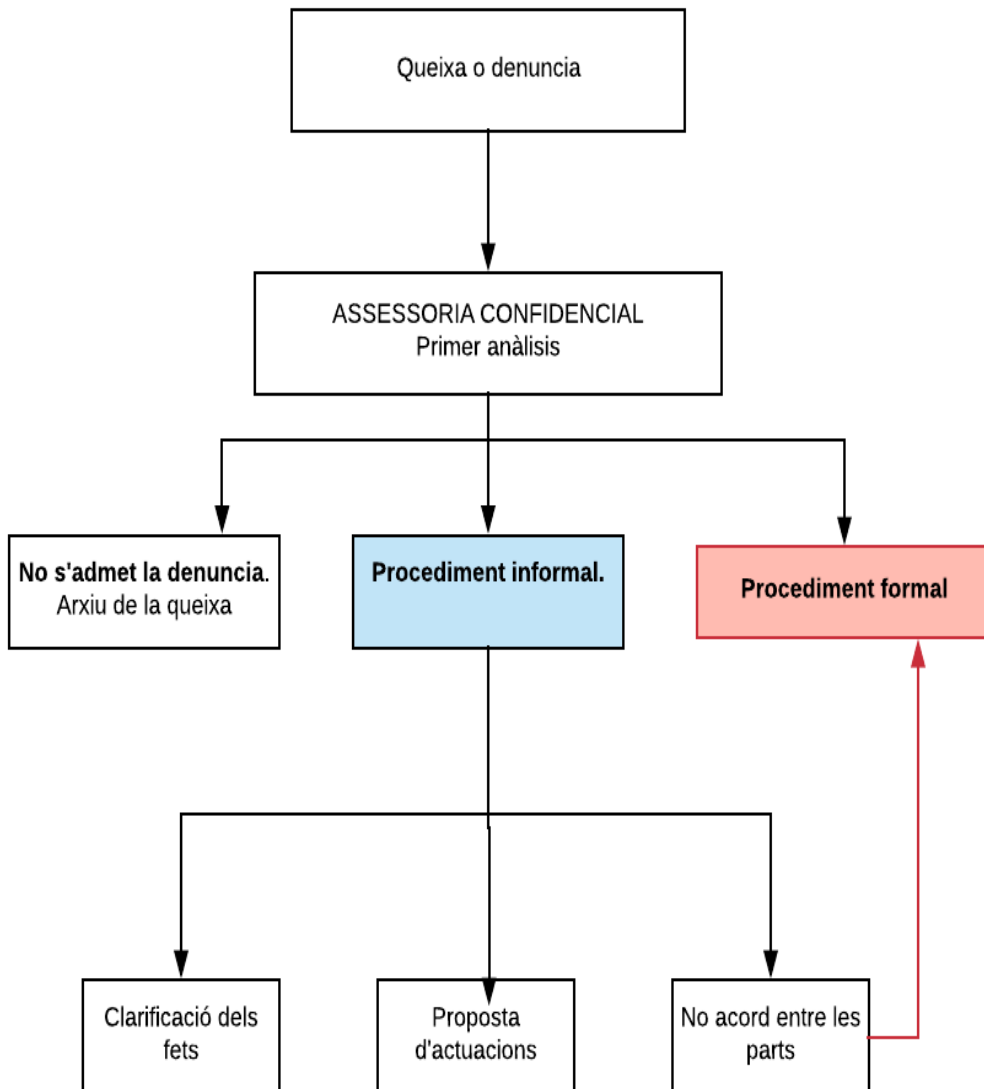 Queixa o denuncia
ASSESSORIA CONFIDENCIAL
Primer anàlisis
No s'admet la denuncia.
Arxiu de la queixa
Procediment informal.
Procediment formal
Clarificació dels
fets
Proposta
d'actuacions
No acord entre les
parts